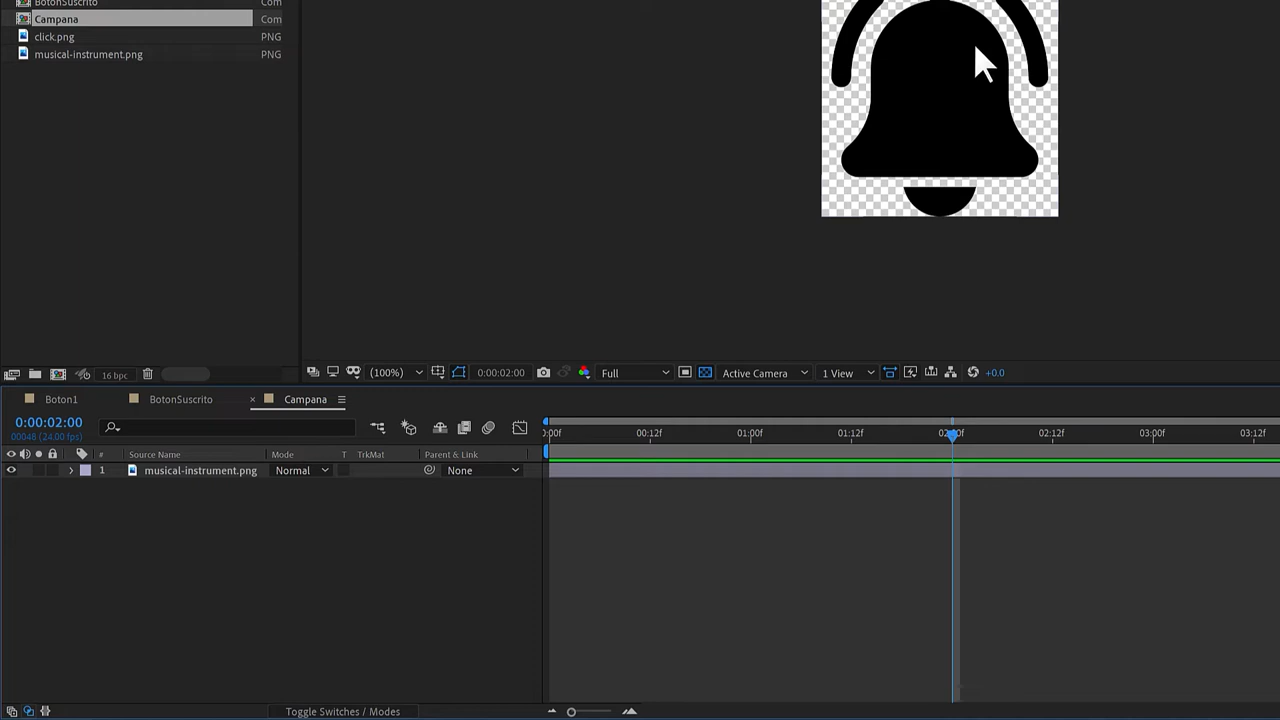 BotonSuscrito Com
Campana Com
click.png PNG
musical-instrument.png PNG
16 bpc
(100%) 0:00:02:00 Full Active Camera 1 View +0.0
Boton1 BotonSuscrito × Campana
0:00:02:00
00048 (24.00 fps)
0:00f 00:12f 01:00f 01:12f 02:00f 02:12f 03:00f 03:12f
# Source Name Mode T TrkMat Parent & Link
1 musical-instrument.png Normal None
Toggle Switches / Modes